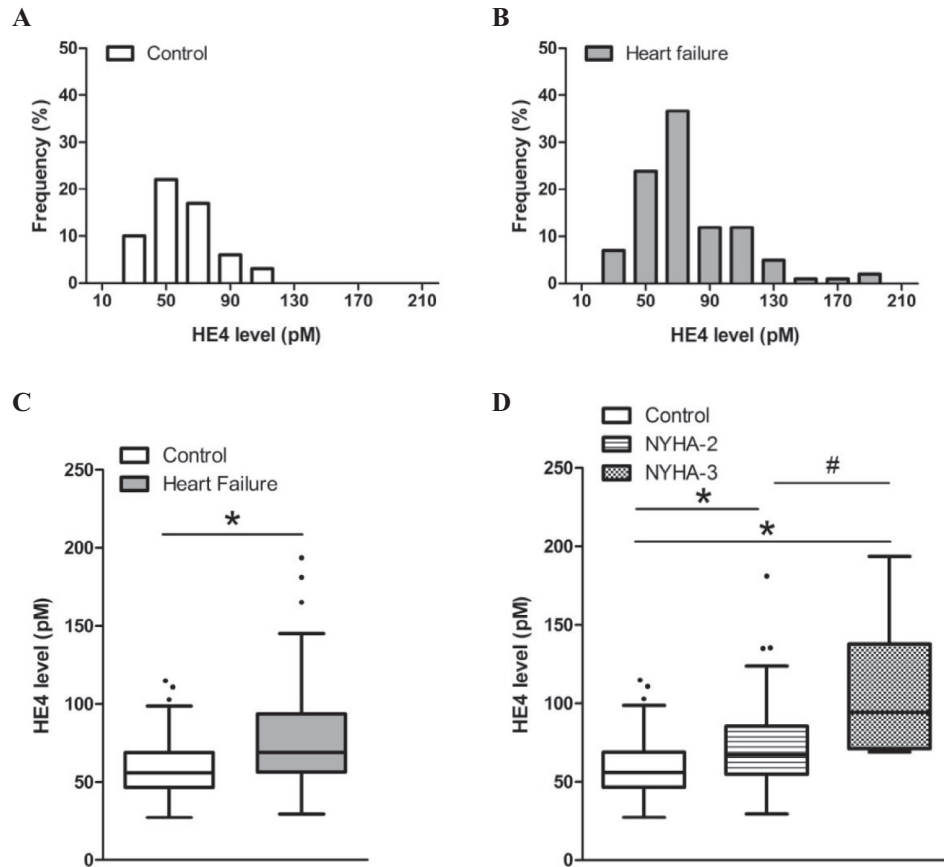 A
Control
Frequency (%)
50
40
30
20
10
0
10 50 90 130 170 210
HE4 level (pM)
B
Heart failure
Frequency (%)
50
40
30
20
10
0
10 50 90 130 170 210
HE4 level (pM)
C
Control
Heart Failure
HE4 level (pM)
250
200
150
100
50
0
*
D
Control
NYHA-2
NYHA-3
HE4 level (pM)
250
200
150
100
50
0
#
*
*